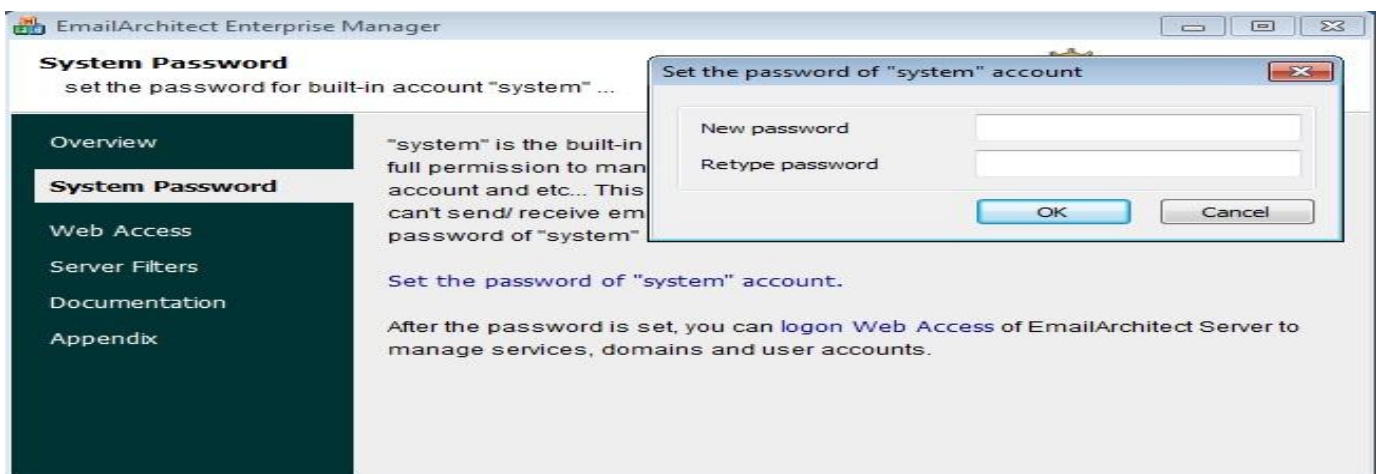 EmailArchitect Enterprise Manager
System Password
set the password for built-in account "system" ...
Set the password of "system" account
New password
Retype password
OK
Cancel
Overview
System Password
Web Access
Server Filters
Documentation
Appendix
"system" is the built-in
full permission to man
account and etc... This
can't send/ receive em
password of "system"
Set the password of "system" account.
After the password is set, you can logon Web Access of EmailArchitect Server to
manage services, domains and user accounts.